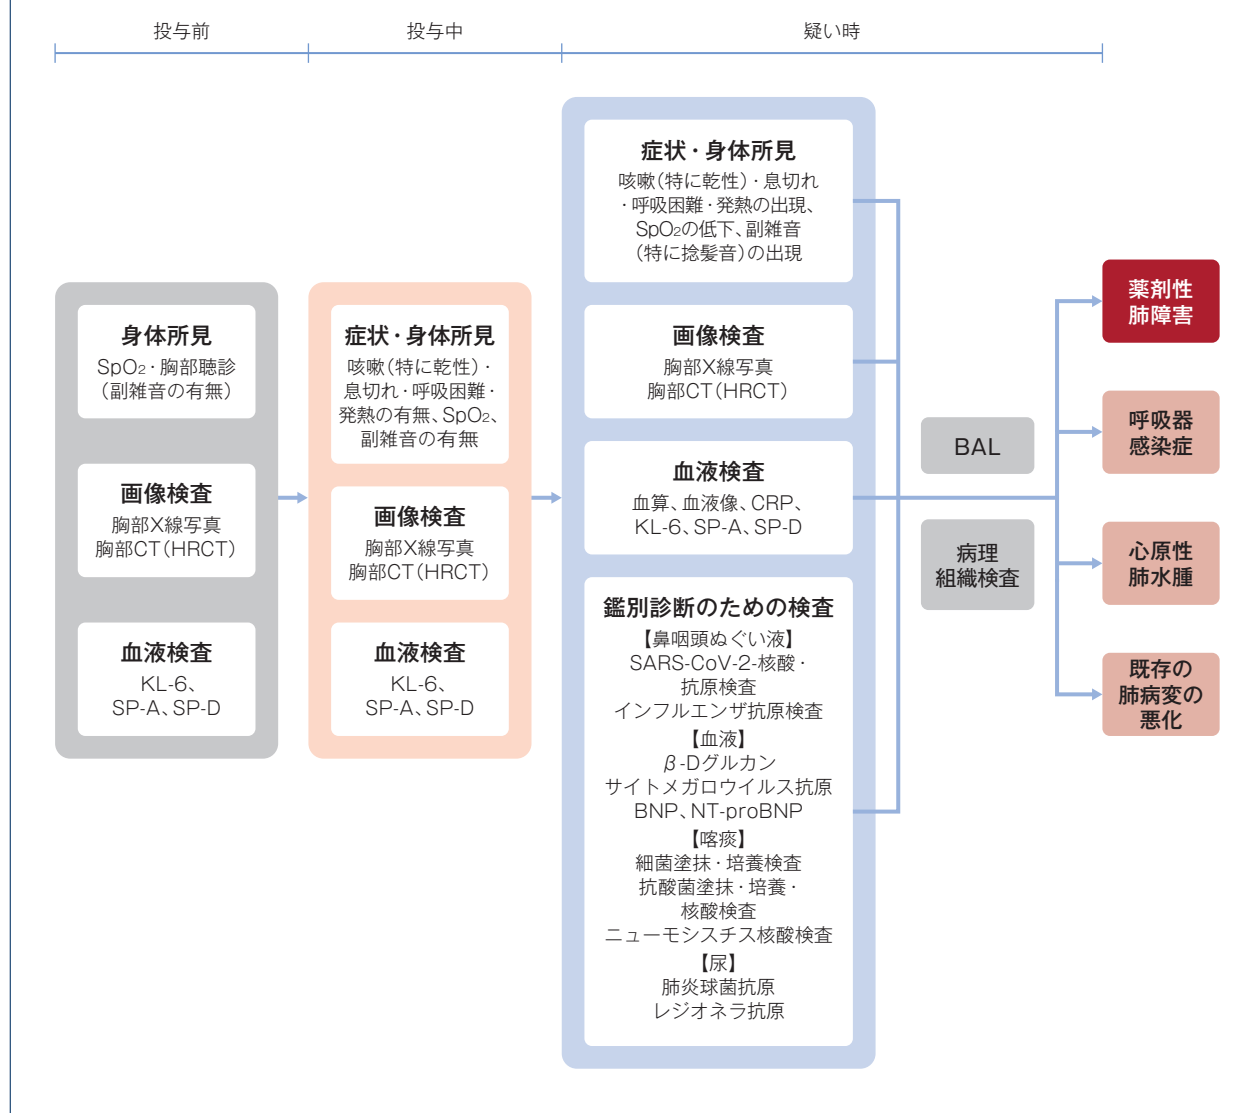 投与前
投与中
疑い時
身体所見
SpO₂・胸部聴診
(副雑音の有無)
画像検査
胸部X線写真
胸部CT(HRCT)
血液検査
KL-6、
SP-A、SP-D
症状・身体所見
咳嗽(特に乾性)・
息切れ・呼吸困難・
発熱の有無、SpO₂、
副雑音の有無
画像検査
胸部X線写真
胸部CT(HRCT)
血液検査
KL-6、
SP-A、SP-D
症状・身体所見
咳嗽(特に乾性)・息切れ
・呼吸困難・発熱の出現、
SpO₂の低下、副雑音
(特に捻髪音)の出現
画像検査
胸部X線写真
胸部CT(HRCT)
血液検査
血算、血液像、CRP、
KL-6、SP-A、SP-D
鑑別診断のための検査
【鼻咽頭ぬぐい液】
SARS-CoV-2-核酸・
抗原検査
インフルエンザ抗原検査
【血液】
β-Dグルカン
サイトメガロウイルス抗原
BNP、NT-proBNP
【喀痰】
細菌塗抹・培養検査
抗酸菌塗抹・培養・
核酸検査
ニューモシスチス核酸検査
【尿】
肺炎球菌抗原
レジオネラ抗原
BAL
病理
組織検査
薬剤性
肺障害
呼吸器
感染症
心原性
肺水腫
既存の
肺病変の
悪化